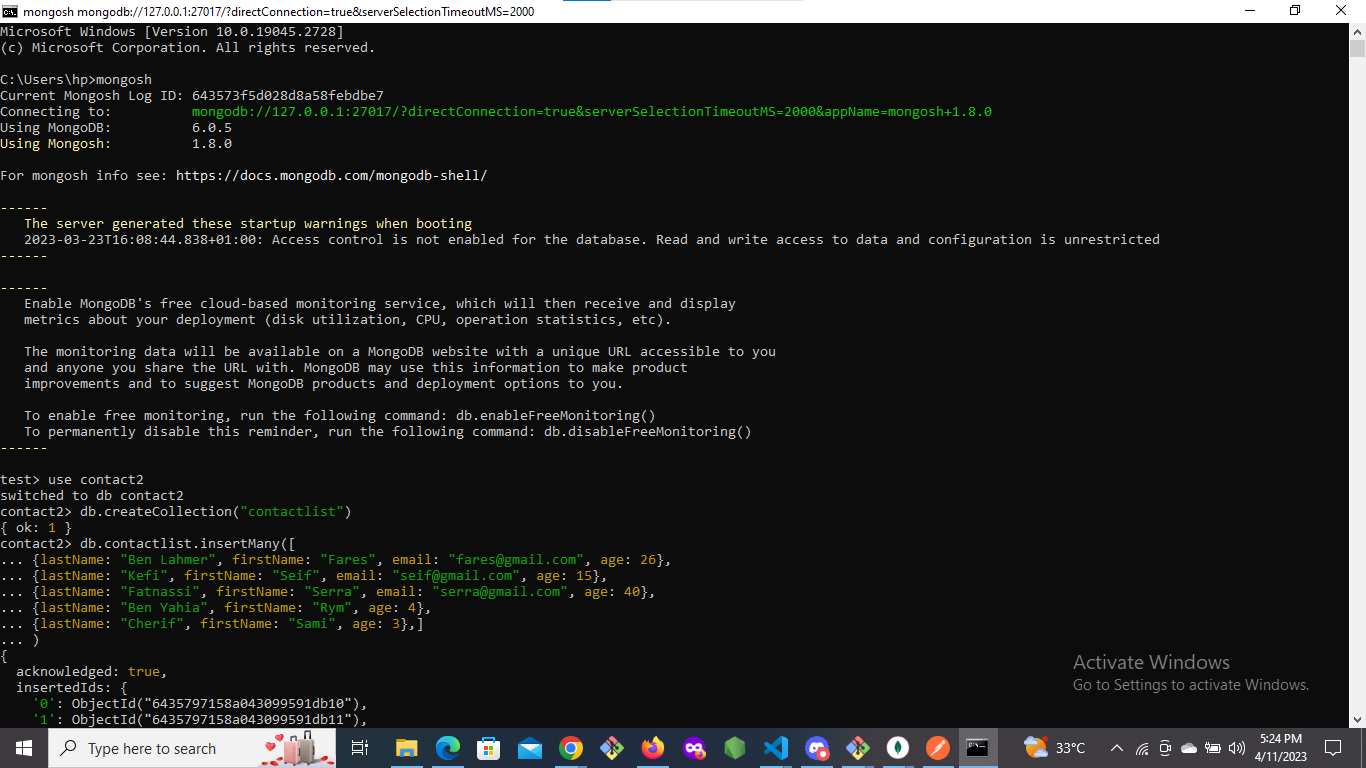 mongosh mongodb://127.0.0.1:27017/?directConnection=true&serverSelectionTimeoutMS=2000
Microsoft Windows [Version 10.0.19045.2728]
(c) Microsoft Corporation. All rights reserved.
C:\Users\hp>mongosh
Current Mongosh Log ID: 643573f5d028d8a58febdbe7
Connecting to:          mongodb://127.0.0.1:27017/?directConnection=true&serverSelectionTimeoutMS=2000&appName=mongosh+1.8.0
Using MongoDB:          6.0.5
Using Mongosh:          1.8.0
For mongosh info see: https://docs.mongodb.com/mongodb-shell/
------
   The server generated these startup warnings when booting
   2023-03-23T16:08:44.838+01:00: Access control is not enabled for the database. Read and write access to data and configuration is unrestricted
------
------
   Enable MongoDB's free cloud-based monitoring service, which will then receive and display
   metrics about your deployment (disk utilization, CPU, operation statistics, etc).
   The monitoring data will be available on a MongoDB website with a unique URL accessible to you
   and anyone you share the URL with. MongoDB may use this information to make product
   improvements and to suggest MongoDB products and deployment options to you.
   To enable free monitoring, run the following command: db.enableFreeMonitoring()
   To permanently disable this reminder, run the following command: db.disableFreeMonitoring()
------
test> use contact2
switched to db contact2
contact2> db.createCollection("contactlist")
{ ok: 1 }
contact2> db.contactlist.insertMany([
... {lastName: "Ben Lahmer", firstName: "Fares", email: "fares@gmail.com", age: 26},
... {lastName: "Kefi", firstName: "Seif", email: "seif@gmail.com", age: 15},
... {lastName: "Fatnassi", firstName: "Serra", email: "serra@gmail.com", age: 40},
... {lastName: "Ben Yahia", firstName: "Rym", age: 4},
... {lastName: "Cherif", firstName: "Sami", age: 3},]
... )
{
  acknowledged: true,
  insertedIds: {
    '0': ObjectId("6435797158a043099591db10"),
    '1': ObjectId("6435797158a043099591db11"),
Activate Windows
Go to Settings to activate Windows.
Type here to search
33°C
5:24 PM
4/11/2023